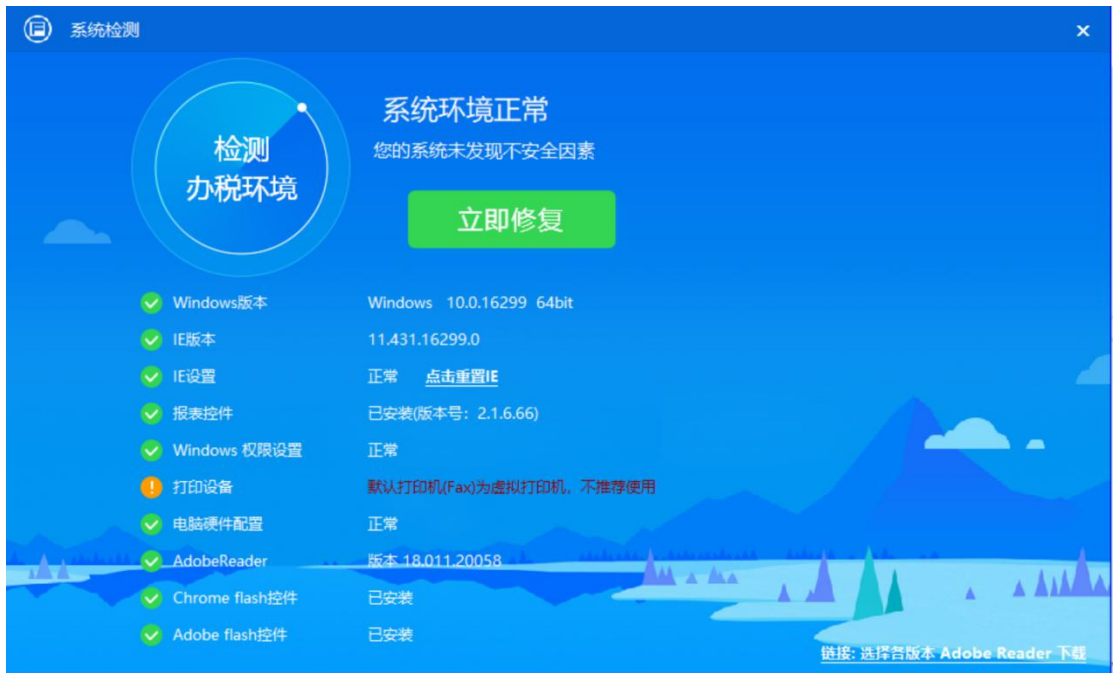 系统检测
检测
办税环境
系统环境正常
您的系统未发现不安全因素
立即修复
Windows版本 Windows 10.0.16299 64bit
IE版本 11.431.16299.0
IE设置 正常 点击重置IE
报表控件 已安装(版本号：2.1.6.66)
Windows 权限设置 正常
打印设备 默认打印机(Fax)为虚拟打印机，不推荐使用
电脑硬件配置 正常
AdobeReader 版本 18.011.20058
Chrome flash控件 已安装
Adobe flash控件 已安装
链接: 选择各版本 Adobe Reader 下载